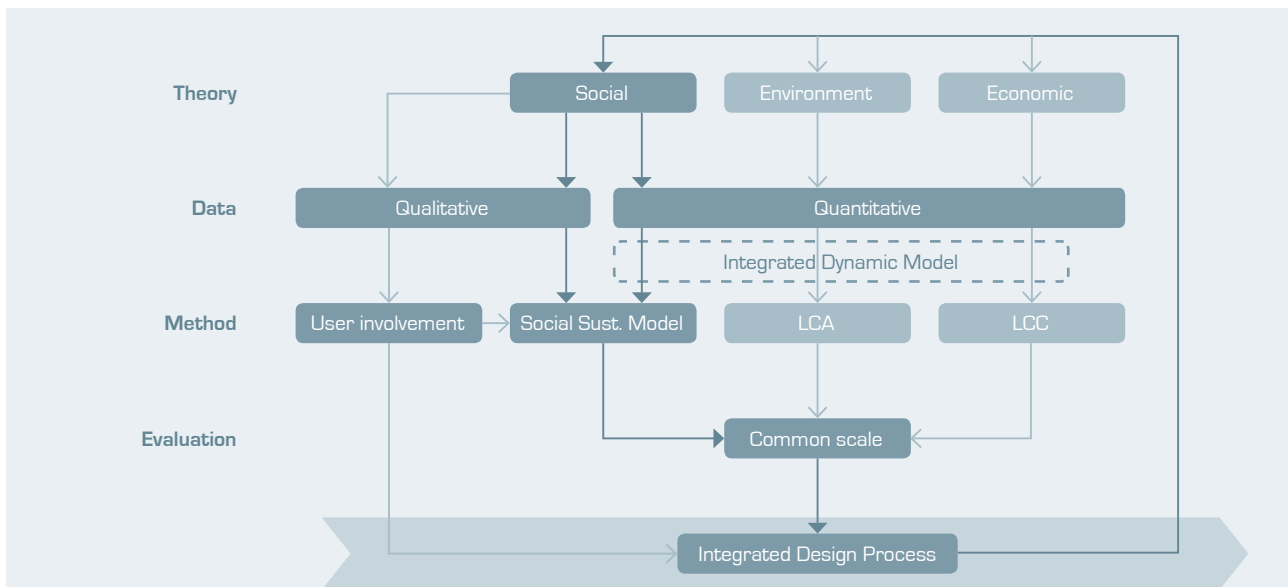 Theory
Social
Environment
Economic
Data
Qualitative
Quantitative
Integrated Dynamic Model
Method
User involvement
Social Sust. Model
LCA
LCC
Evaluation
Common scale
Integrated Design Process